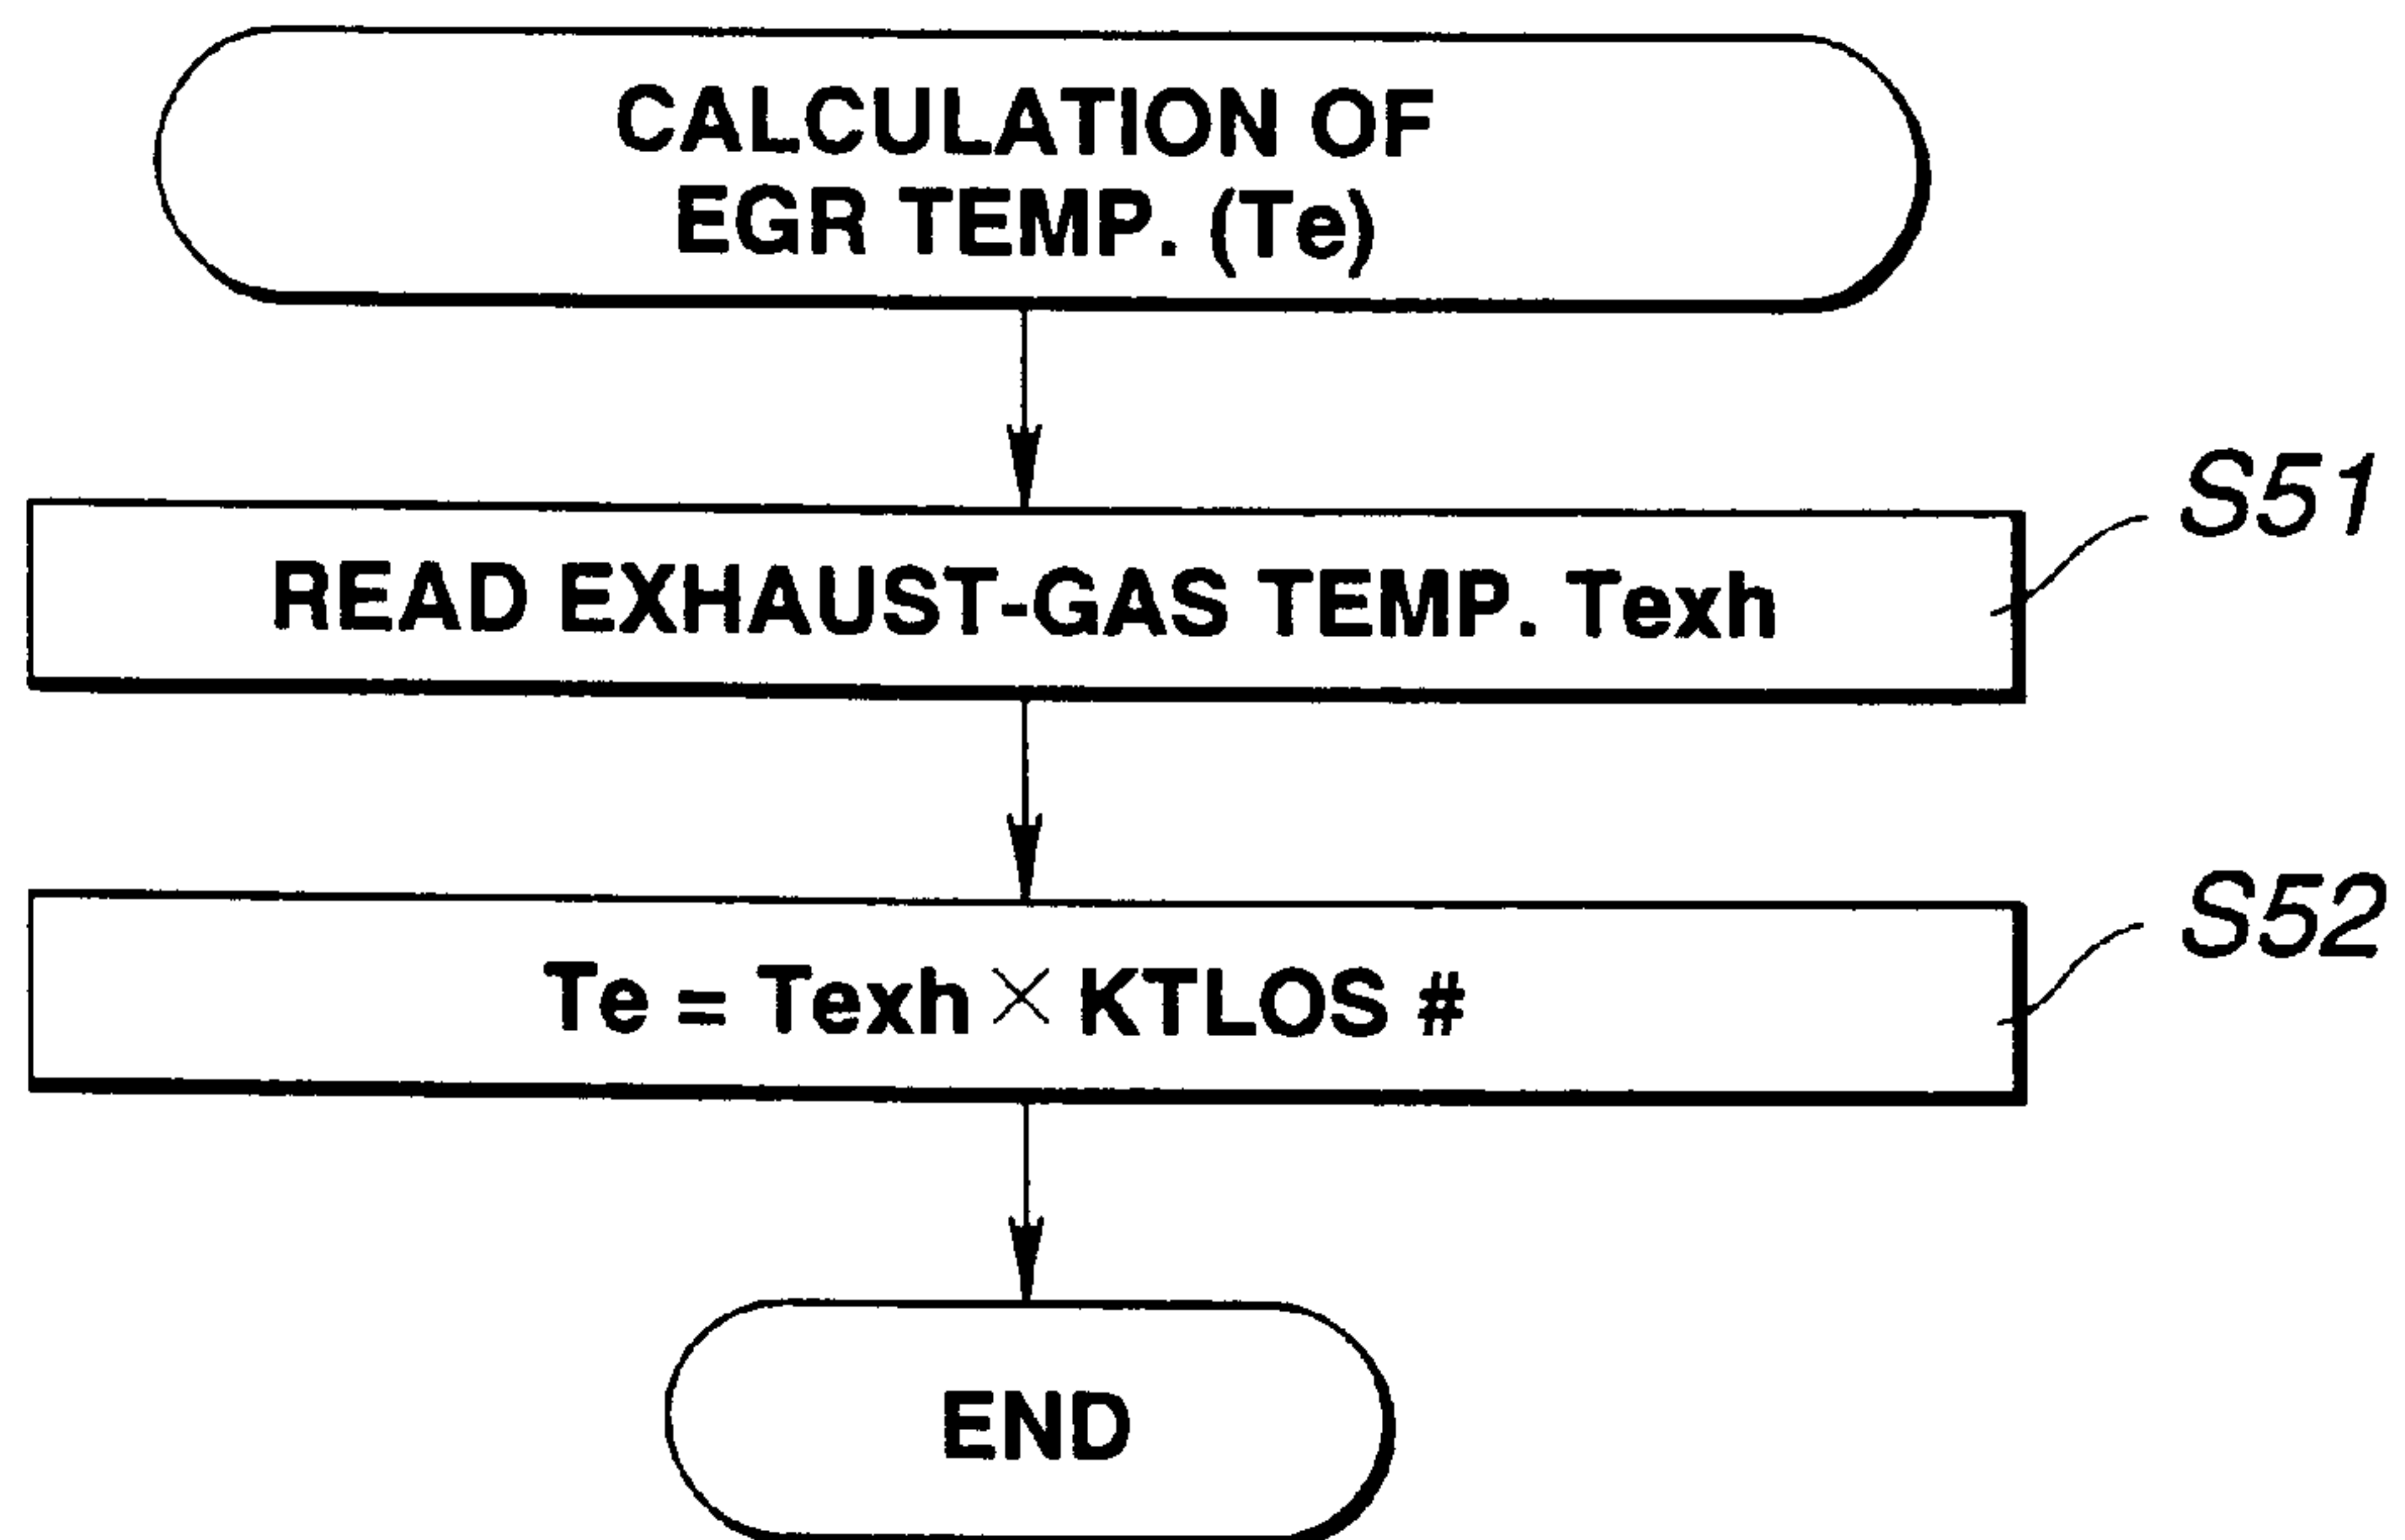 CALCULATION OF
EGR TEMP. (Te)
S51
READ EXHAUST-GAS TEMP. Texh
S52
Te = Texh × KTLOS #
END